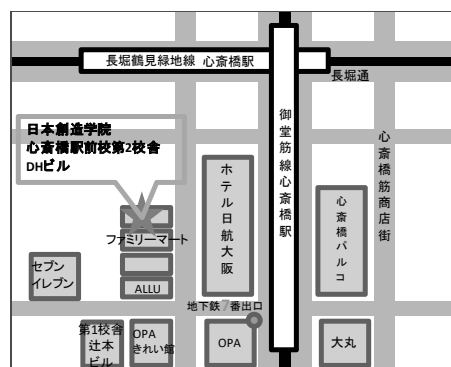 長堀鶴見緑地線 心斎橋駅
長堀通
日本創造学院
心斎橋駅前校第2校舎
DHビル
御堂筋線心斎橋駅
心斎橋筋商店街
ホテル日航大阪
心斎橋パルコ
ファミリーマート
セブン
イレブン
ALLU
地下鉄7番出口
第1校舎
辻本
ビル
OPA
きれい館
OPA
大丸